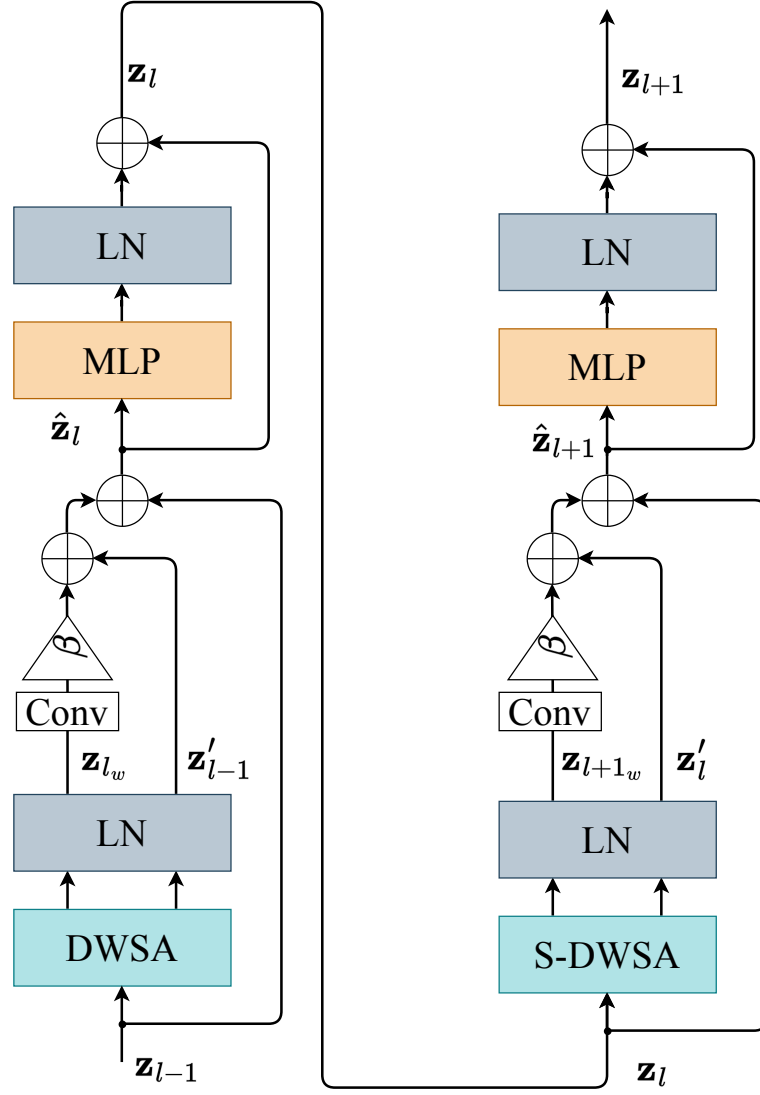 𝐳_l
𝐳_{l+1}
LN
LN
MLP
MLP
𝐳̂_l
𝐳̂_{l+1}
β
β
Conv
Conv
𝐳_{l_w}
𝐳′_{l−1}
𝐳_{l+1_w}
𝐳′_l
LN
LN
DWSA
S-DWSA
𝐳_{l−1}
𝐳_l